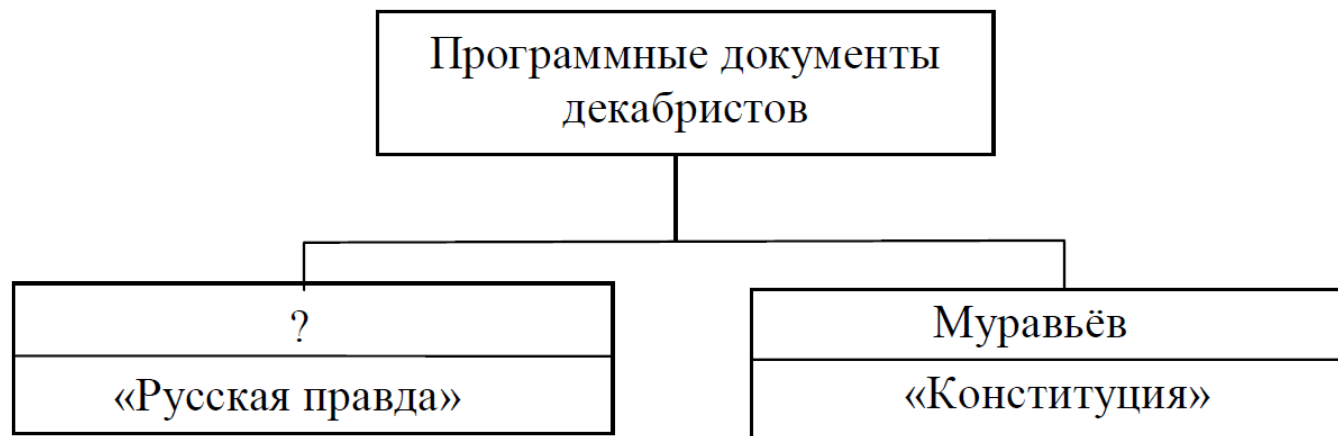 Программные документы
декабристов
?
«Русская правда»
Муравьёв
«Конституция»